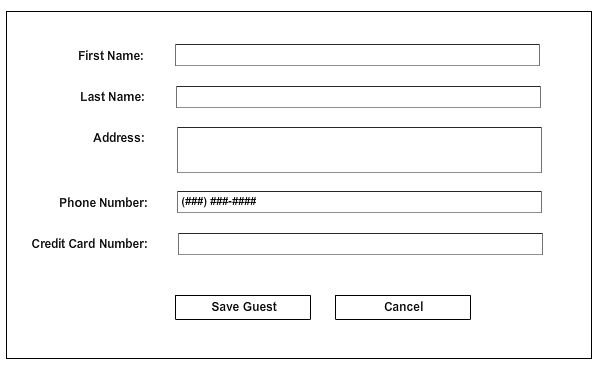 First Name:
Last Name:
Address:
Phone Number: (###) ###-####
Credit Card Number:
Save Guest Cancel